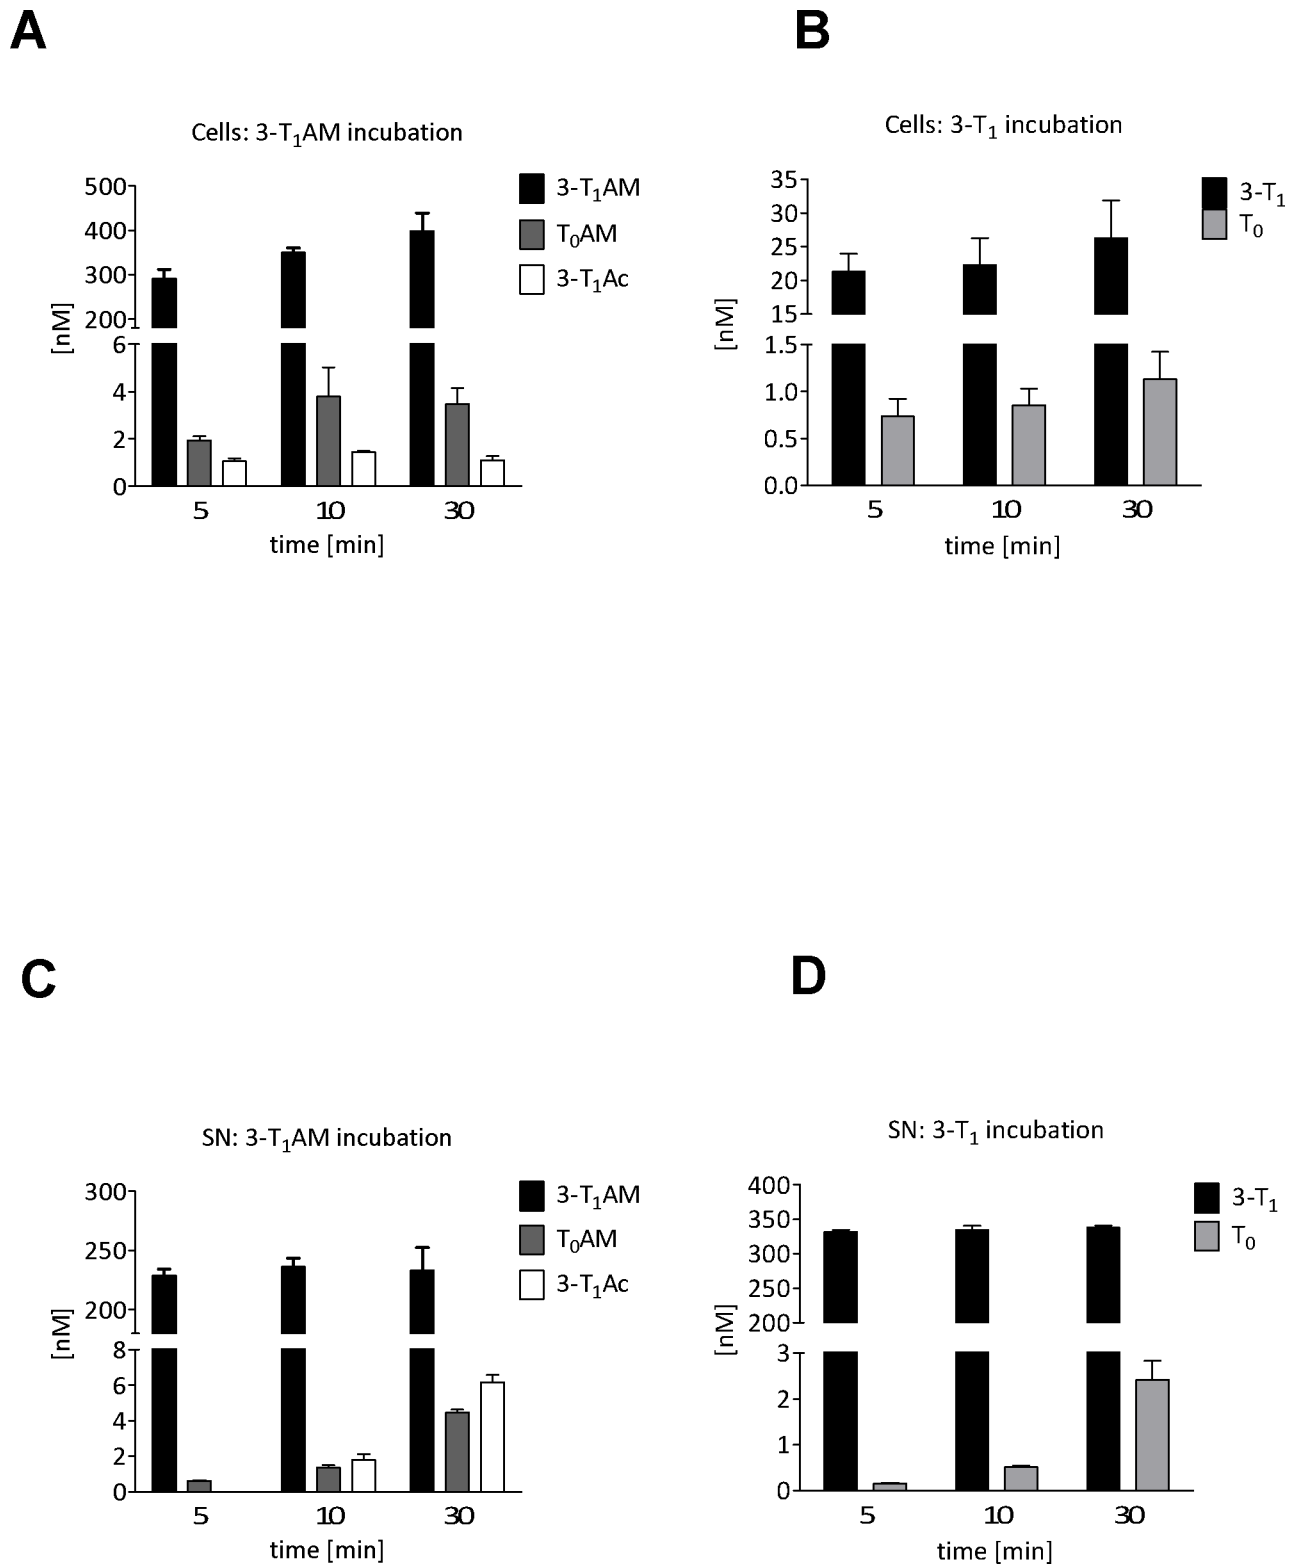 A
B
Cells: 3-T₁AM incubation
Cells: 3-T₁ incubation
500
400
300
200
6
4
2
0
[nM]
3-T₁AM
T₀AM
3-T₁Ac
5 10 30
time [min]
35
30
25
20
15
1.5
1.0
0.5
0.0
[nM]
3-T₁
T₀
5 10 30
time [min]
C
D
SN: 3-T₁AM incubation
SN: 3-T₁ incubation
300
250
200
8
6
4
2
0
[nM]
3-T₁AM
T₀AM
3-T₁Ac
5 10 30
time [min]
400
350
300
250
200
3
2
1
0
[nM]
3-T₁
T₀
5 10 30
time [min]